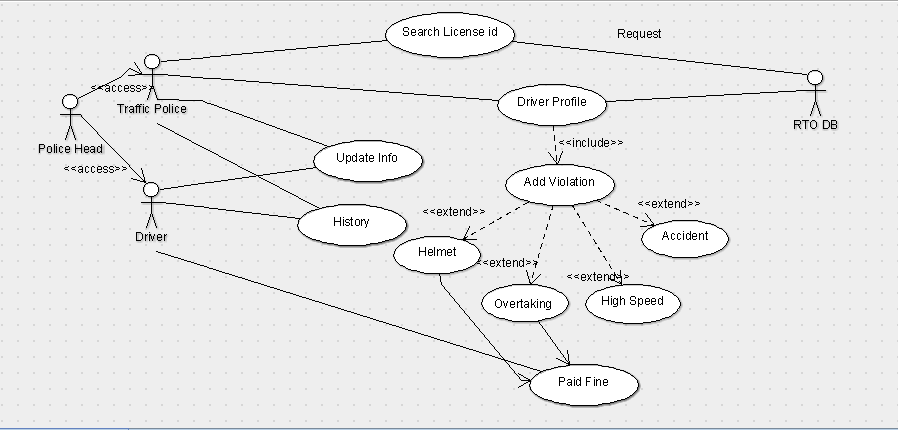 Search License id
Request
<<access>>
Traffic Police
Driver Profile
RTO DB
Police Head
<<include>>
Update Info
<<access>>
Add Violation
<<extend>>
History
Driver
Accident
Helmet
<<extend>>
<<extend>>
Overtaking
High Speed
Paid Fine